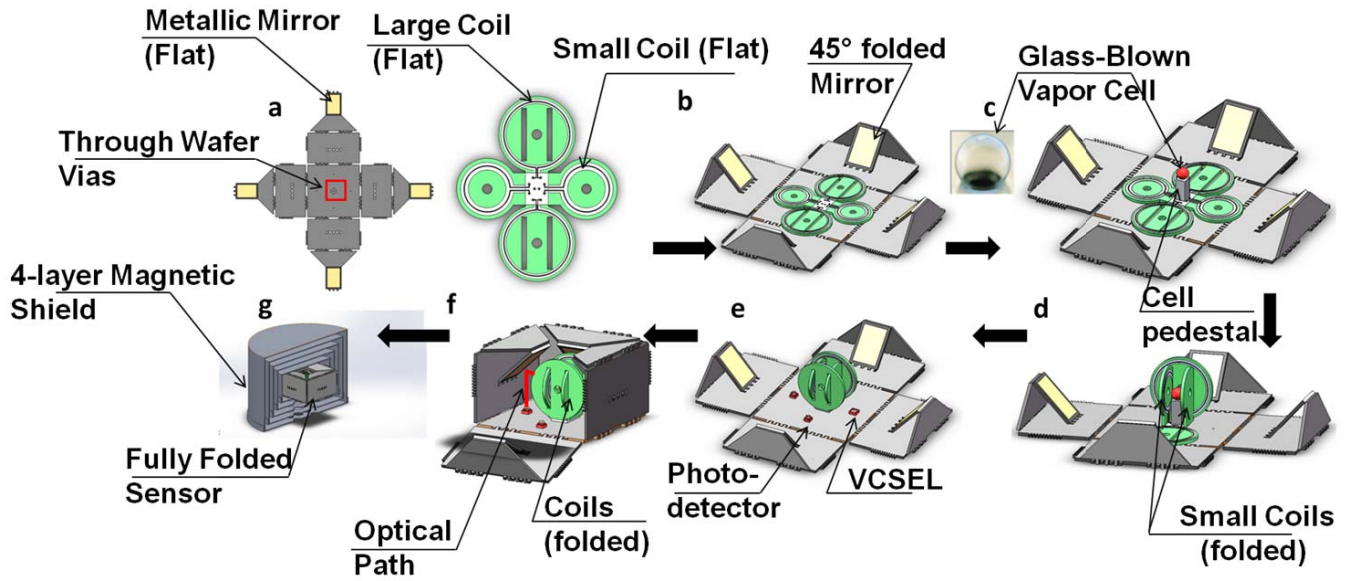 Metallic Mirror
(Flat)
Large Coil
(Flat)
Small Coil (Flat)
45° folded
Mirror
Glass-Blown
Vapor Cell
a
b
c
Through Wafer
Vias
4-layer Magnetic
Shield
g
f
e
d
Cell
pedestal
Fully Folded
Sensor
Optical
Path
Coils
(folded)
Photo-
detector
VCSEL
Small Coils
(folded)